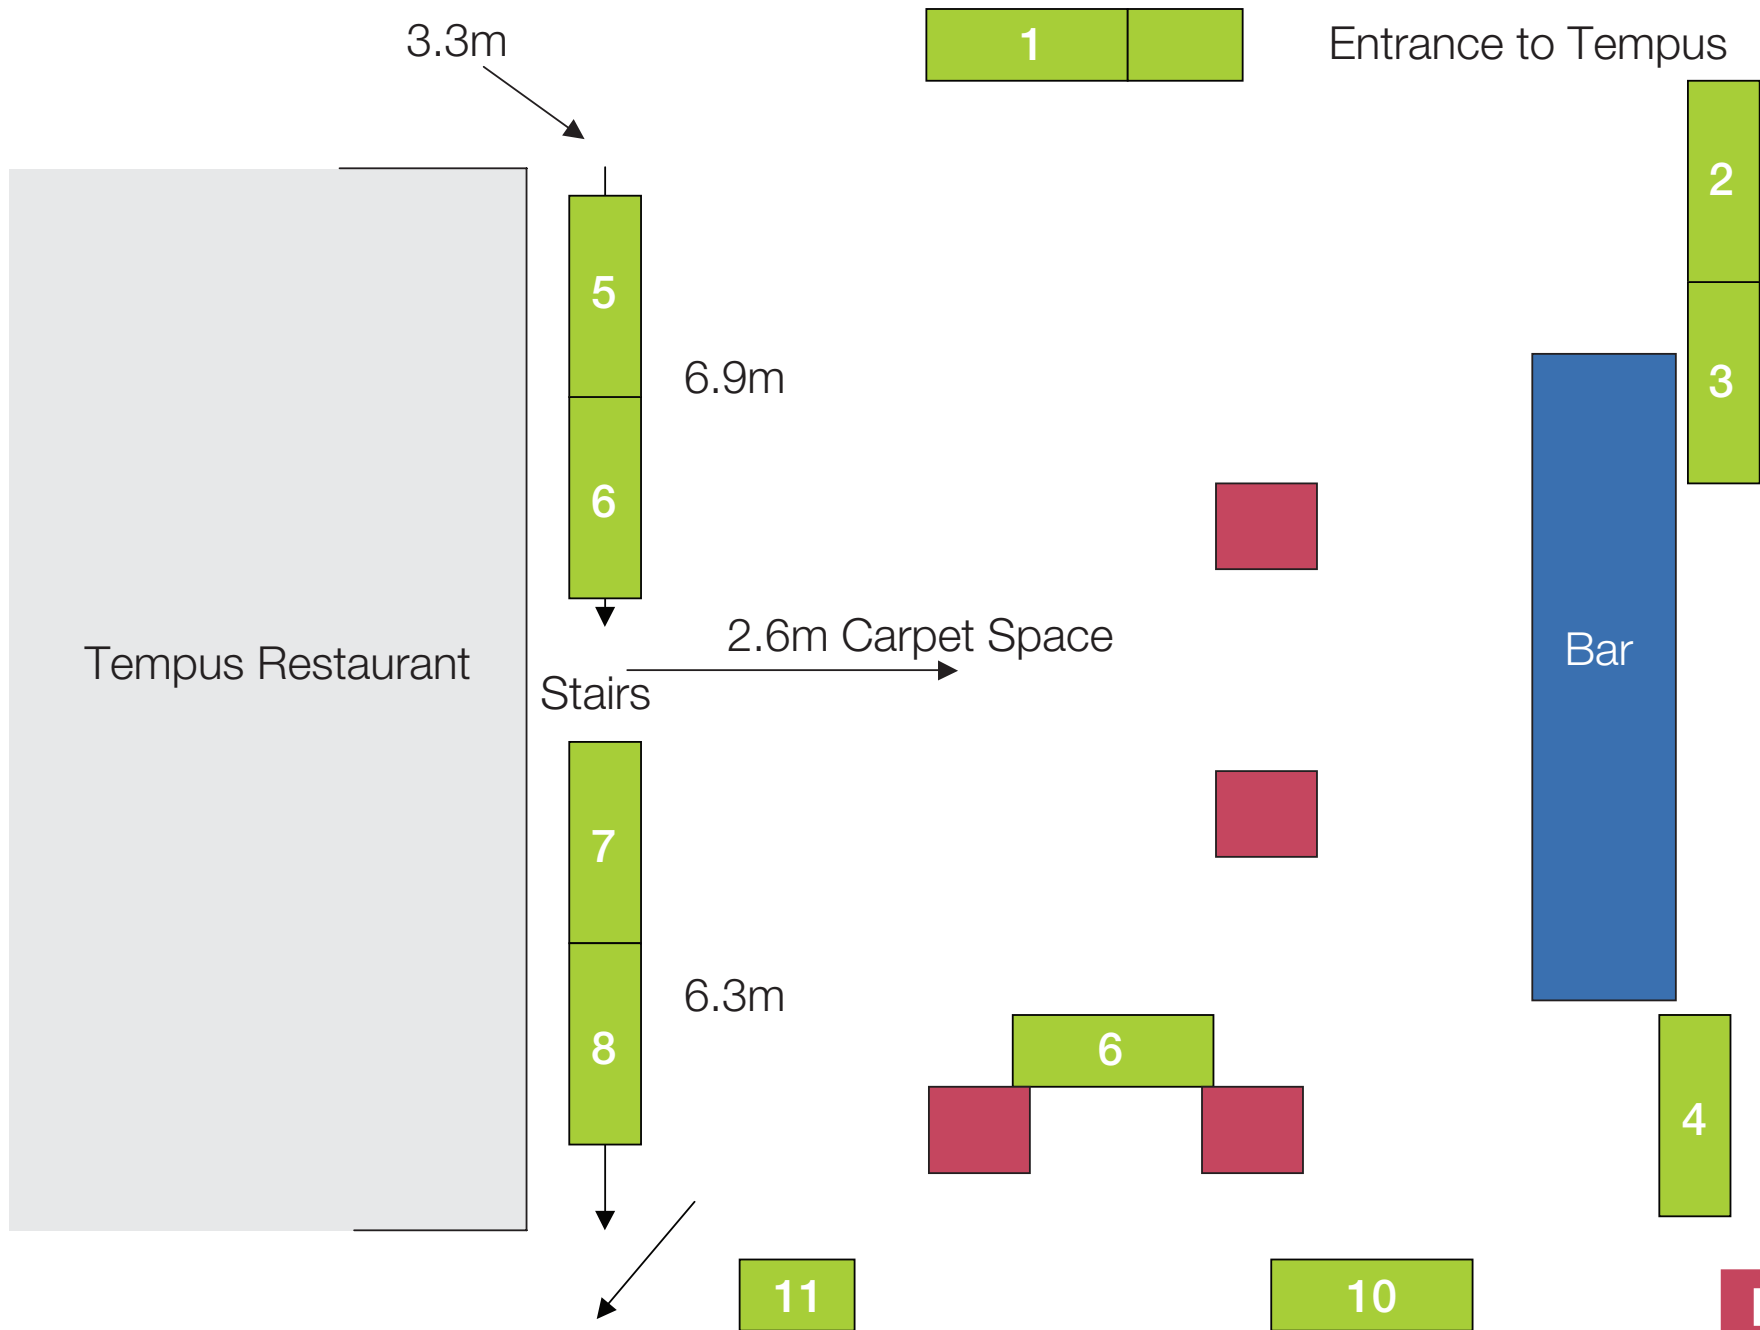 3.3m
1
Entrance to Tempus
2
5
3
6.9m
6
2.6m Carpet Space
Tempus Restaurant
Bar
Stairs
7
6.3m
8
6
4
11
10